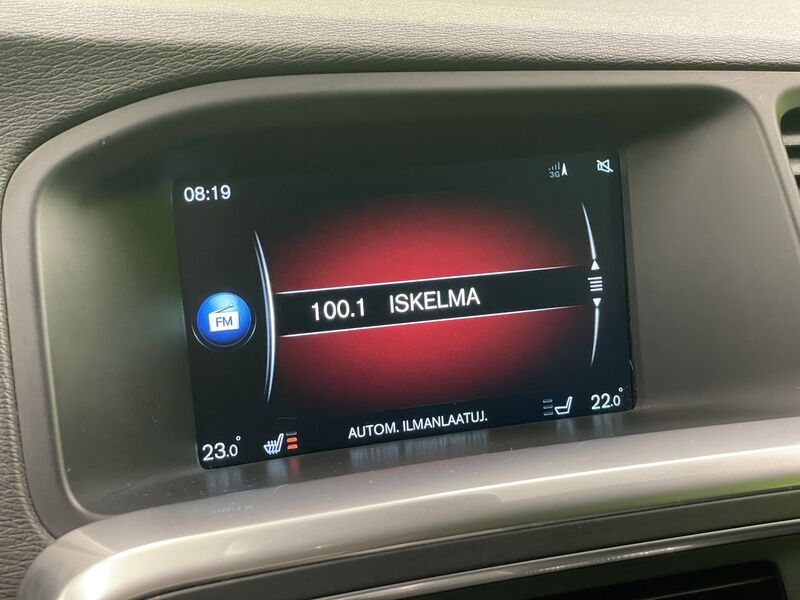 08:19
3G
FM
100.1 ISKELMA
23.0°
AUTOM. ILMANLAATUJ.
22.0°